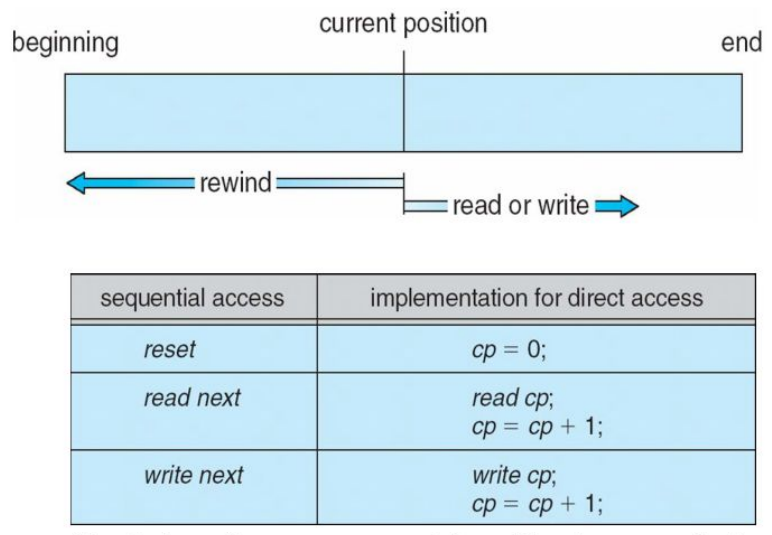 current position
beginning
end
rewind
read or write
sequential access
implementation for direct access
reset
cp = 0;
read next
read cp;
cp = cp + 1;
write next
write cp;
cp = cp + 1;